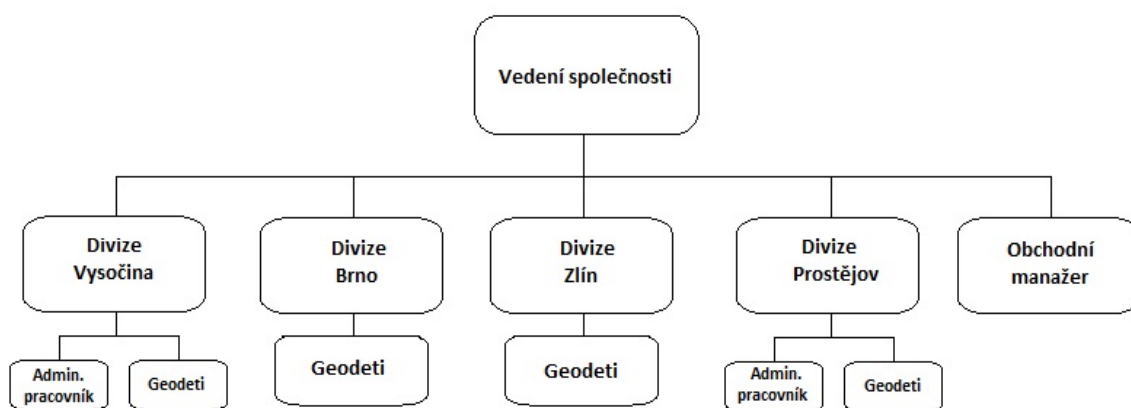 Vedení společnosti
Divize
Vysočina
Divize
Brno
Divize
Zlín
Divize
Prostějov
Obchodní
manažer
Admin.
pracovník
Geodeti
Geodeti
Geodeti
Admin.
pracovník
Geodeti